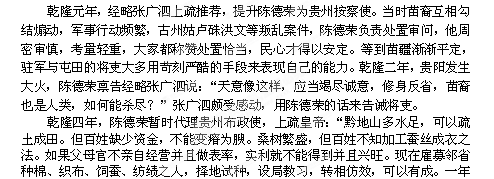 乾隆元年，经略张广泗上疏推荐，提升陈德荣为贵州按察使。当时苗裔互相勾
结煽动，军事行动频繁，古州姑卢硃洪文等叛乱案件，陈德荣负责处置审问，他周
密审慎，考量轻重，大家都称赞处置恰当，民心才得以安定。等到苗疆渐渐平定，
驻军与屯田的将吏大多用苛刻严酷的手段来表现自己的能力。乾隆二年，贵阳发生
大火，陈德荣禀告经略张广泗说：“天意像这样，应当竭尽诚意，修身反省，苗裔
也是人类，如何能杀尽？”张广泗颇受感动，用陈德荣的话来告诫将吏。
乾隆四年，陈德荣暂时代理贵州布政使，上疏皇帝：“黔地山多水足，可以疏
土成田。但百姓缺少资金，不能变瘠为腴。桑树繁盛，但百姓不知加工蚕丝成衣之
法。如果父母官不亲自经营并且做表率，实利就不能得到并且兴旺。现在雇募邻省
种棉、织布、饲蚕、纺绩之人，择地试种，设局教习，转相仿效，可以有成。一年